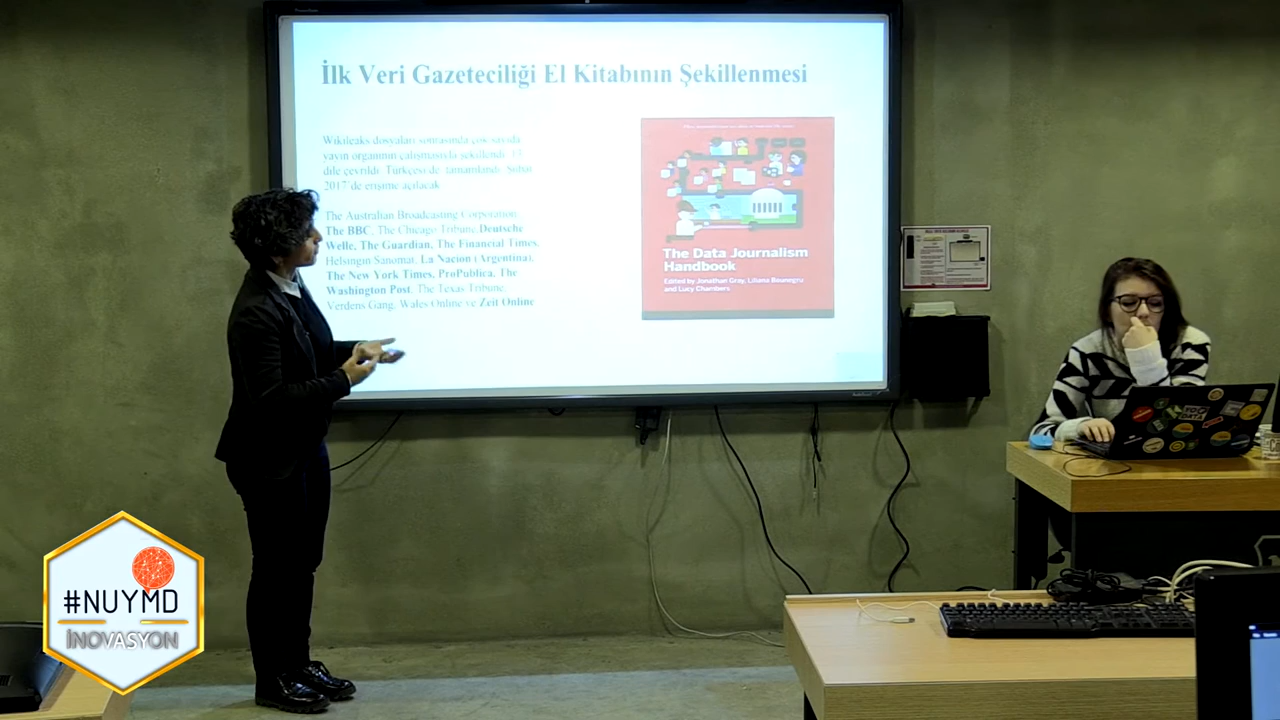 İlk Veri Gazeteciliği El Kitabının Şekillenmesi
Wikileaks dosyaları sonrasında çok sayıda
yayın organının çalışmasıyla şekillendi. 13
dile çevrildi. Türkçesi de tamamlandı. Şubat
2017'de erişime açılacak.
The Australian Broadcasting Corporation,
The BBC, The Chicago Tribune, Deutsche
Welle, The Guardian, The Financial Times,
Helsingin Sanomat, La Nacion (Argentina),
The New York Times, ProPublica, The
Washington Post, The Texas Tribune,
Verdens Gang, Wales Online ve Zeit Online
The Data Journalism
Handbook
Edited by Jonathan Gray, Liliana Bounegru
and Lucy Chambers
#NUYMD
İNOVASYON